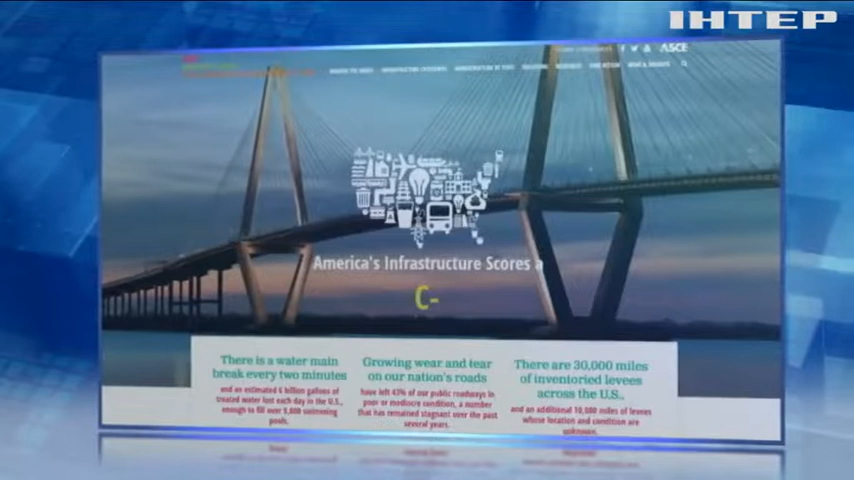 ІНТЕР
ASCE
America's Infrastructure Scores a
C-
There is a water main
break every two minutes
and an estimated 6 billion gallons of
treated water lost each day in the U.S.,
enough to fill over 9,000 swimming
pools.
Growing wear and tear
on our nation's roads
have left 43% of our public roadways in
poor or mediocre condition, a number
that has remained stagnant over the past
several years.
There are 30,000 miles
of inventoried levees
across the U.S.,
and an additional 10,000 miles of levees
whose location and condition are
unknown.